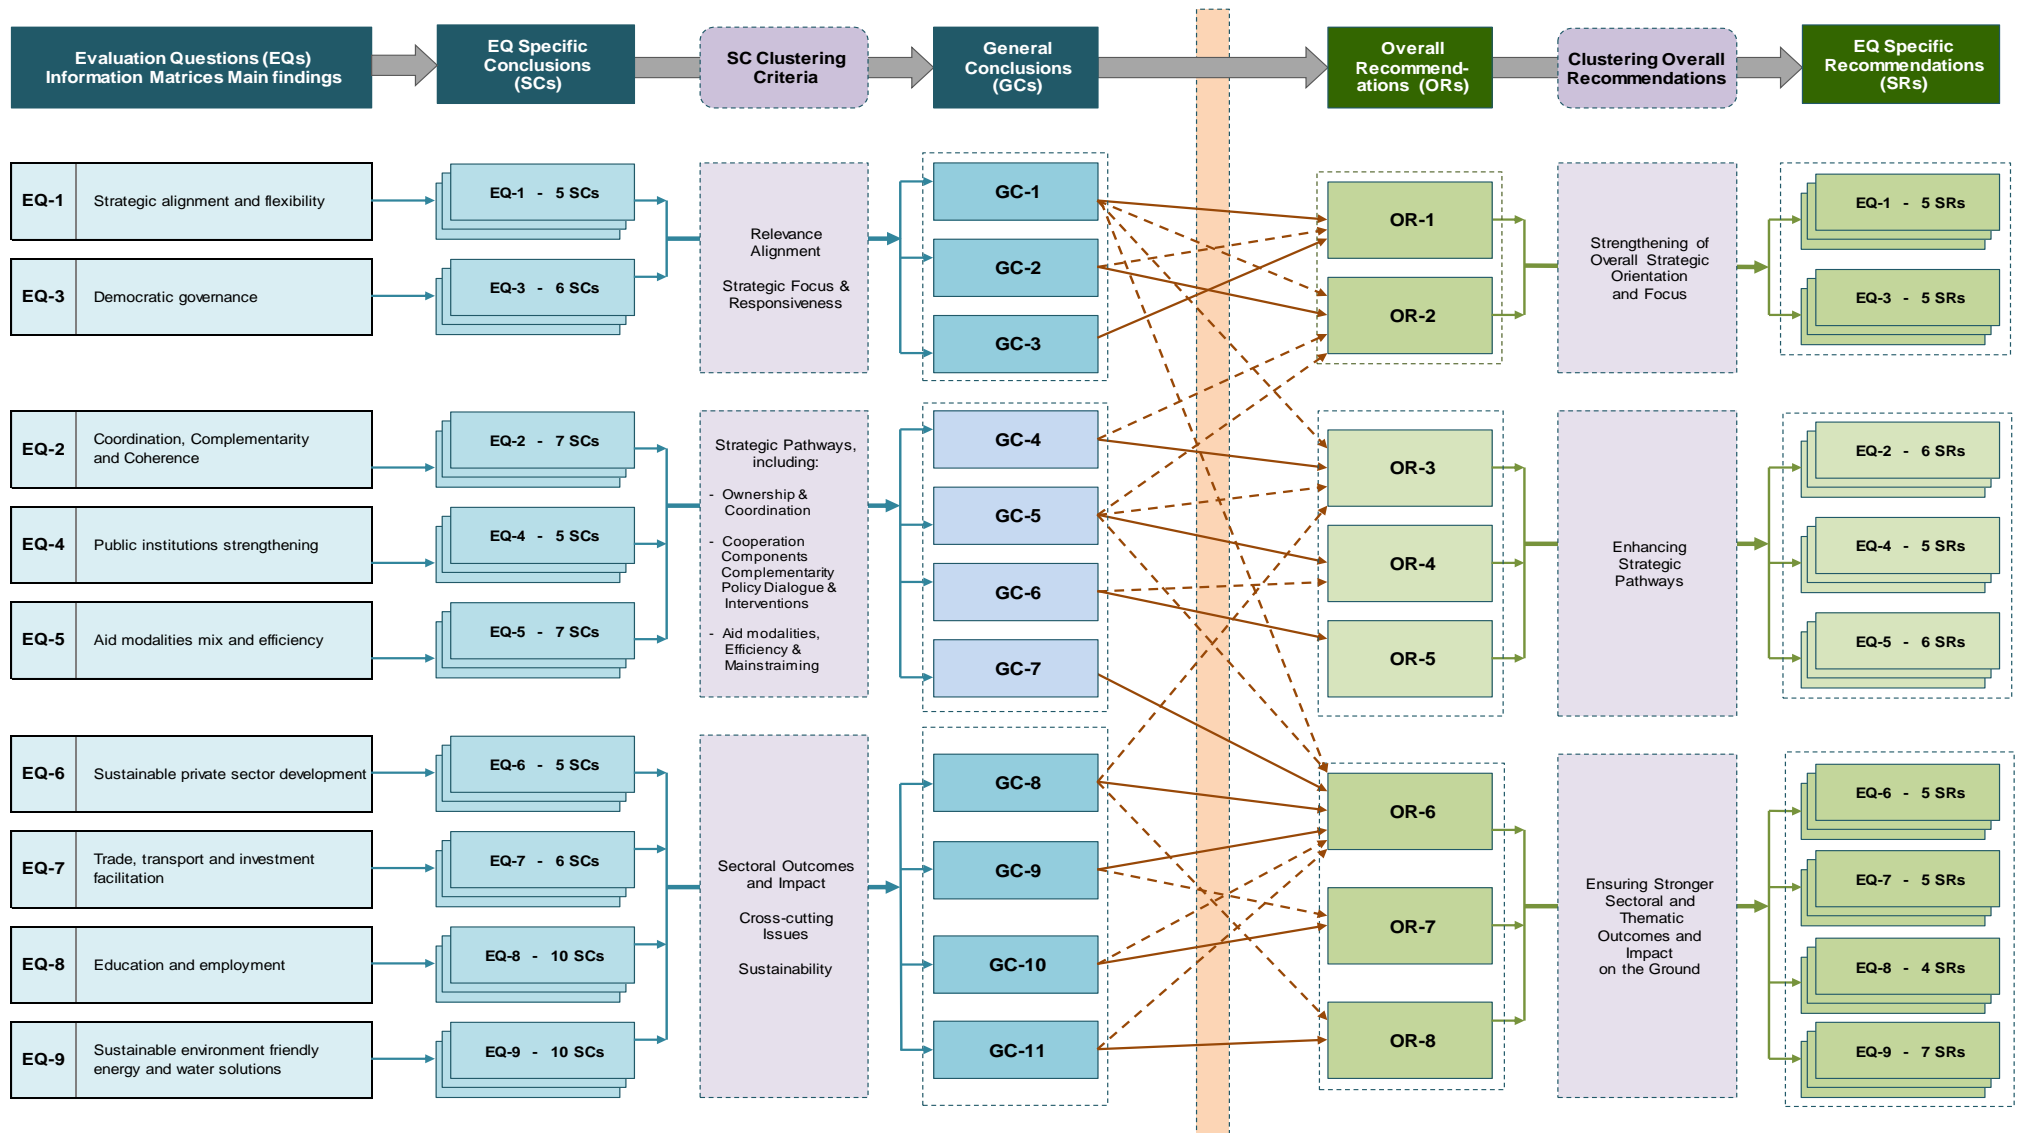 Evaluation Questions (EQs)
Information Matrices Main findings
EQ Specific
Conclusions
(SCs)
SC Clustering
Criteria
General
Conclusions
(GCs)
Overall
Recommend-
ations (ORs)
Clustering Overall
Recommendations
EQ Specific
Recommendations
(SRs)
EQ-1
Strategic alignment and flexibility
EQ-3
Democratic governance
EQ-1 - 5 SCs
EQ-3 - 6 SCs
Relevance
Alignment
Strategic Focus &
Responsiveness
GC-1
GC-2
GC-3
OR-1
OR-2
Strengthening of
Overall Strategic
Orientation
and Focus
EQ-1 - 5 SRs
EQ-3 - 5 SRs
EQ-2
Coordination, Complementarity
and Coherence
EQ-4
Public institutions strengthening
EQ-5
Aid modalities mix and efficiency
EQ-2 - 7 SCs
EQ-4 - 5 SCs
EQ-5 - 7 SCs
Strategic Pathways,
including:
- Ownership &
Coordination
- Cooperation
Components
Complementarity
Policy Dialogue &
Interventions
- Aid modalities,
Efficiency &
Mainstraiming
GC-4
GC-5
GC-6
GC-7
OR-3
OR-4
OR-5
Enhancing
Strategic
Pathways
EQ-2 - 6 SRs
EQ-4 - 5 SRs
EQ-5 - 6 SRs
EQ-6
Sustainable private sector development
EQ-7
Trade, transport and investment
facilitation
EQ-8
Education and employment
EQ-9
Sustainable environment friendly
energy and water solutions
EQ-6 - 5 SCs
EQ-7 - 6 SCs
EQ-8 - 10 SCs
EQ-9 - 10 SCs
Sectoral Outcomes
and Impact
Cross-cutting
Issues
Sustainability
GC-8
GC-9
GC-10
GC-11
OR-6
OR-7
OR-8
Ensuring Stronger
Sectoral and
Thematic
Outcomes and
Impact
on the Ground
EQ-6 - 5 SRs
EQ-7 - 5 SRs
EQ-8 - 4 SRs
EQ-9 - 7 SRs